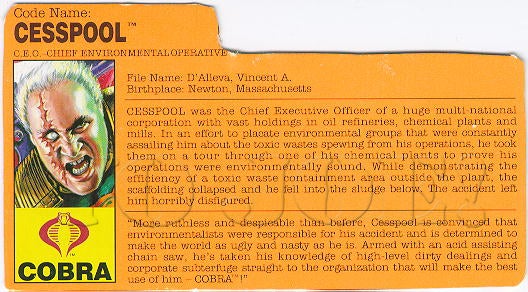 Code Name:
CESSPOOL™
C.E.O.-CHIEF ENVIRONMENTAL OPERATIVE
File Name: D'Alleva, Vincent A.
Birthplace: Newton, Massachusetts
CESSPOOL was the Chief Executive Officer of a huge multi-national
corporation with vast holdings in oil refineries, chemical plants and
mills. In an effort to placate environmental groups that were constantly
assailing him about the toxic wastes spewing from his operations, he took
them on a tour through one of his chemical plants to prove his
operations were environmentally sound. While demonstrating the
efficiency of a toxic waste containment area outside the plant, the
scaffolding collapsed and he fell into the sludge below. The accident left
him horribly disfigured.
"More ruthless and despicable than before, Cesspool is convinced that
environmentalists were responsible for his accident and is determined to
make the world as ugly and nasty as he is. Armed with an acid assisting
chain saw, he's taken his knowledge of high-level dirty dealings and
corporate subterfuge straight to the organization that will make the best
use of him – COBRA™!"
COBRA